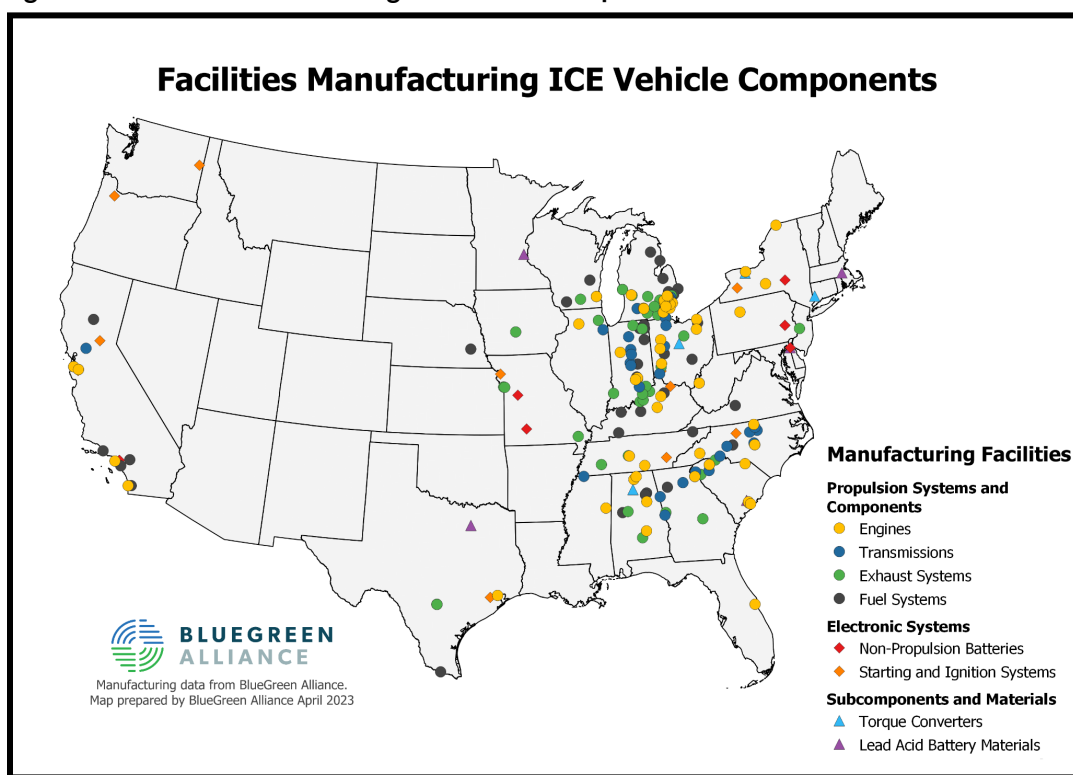 Facilities Manufacturing ICE Vehicle Components
Manufacturing Facilities
Propulsion Systems and
Components
Engines
Transmissions
Exhaust Systems
Fuel Systems
Electronic Systems
Non-Propulsion Batteries
Starting and Ignition Systems
Subcomponents and Materials
Torque Converters
Lead Acid Battery Materials
BLUEGREEN
ALLIANCE
Manufacturing data from BlueGreen Alliance.
Map prepared by BlueGreen Alliance April 2023